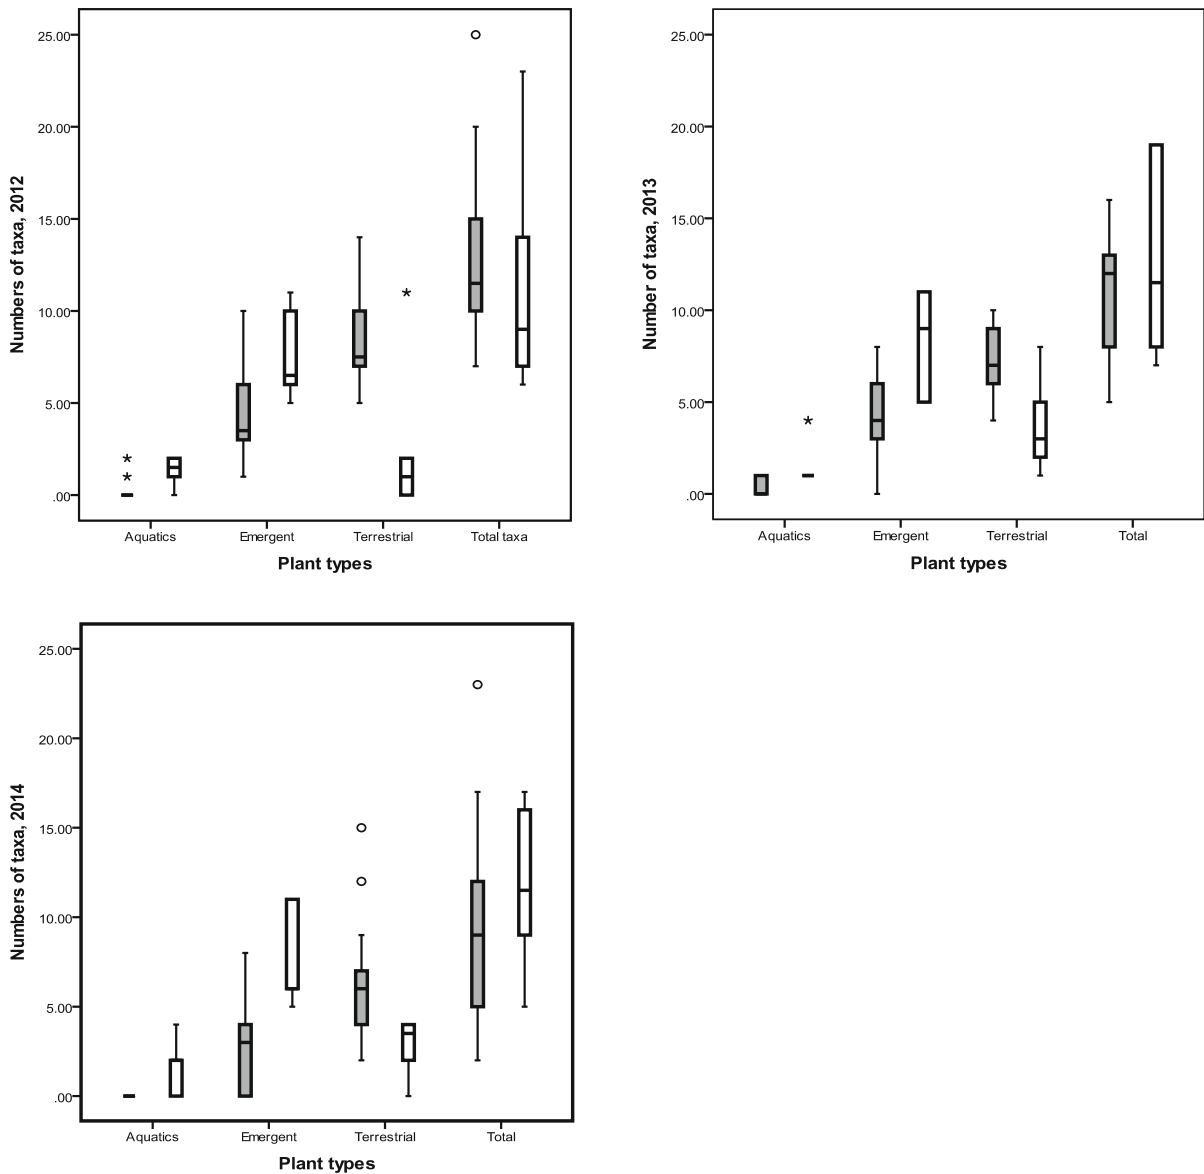 25.00
20.00
15.00
10.00
5.00
.00
Numbers of taxa, 2012
Aquatics Emergent Terrestrial Total taxa
Plant types
25.00
20.00
15.00
10.00
5.00
.00
Number of taxa, 2013
Aquatics Emergent Terrestrial Total
Plant types
25.00
20.00
15.00
10.00
5.00
.00
Numbers of taxa, 2014
Aquatics Emergent Terrestrial Total
Plant types